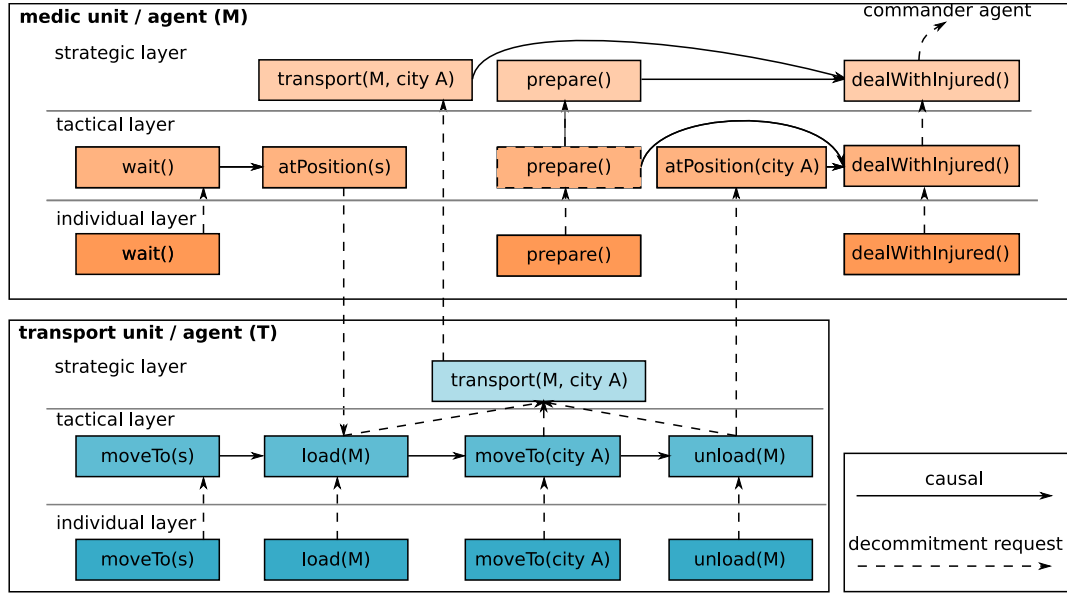 medic unit / agent (M)
commander agent
strategic layer
transport(M, city A)
prepare()
dealWithInjured()
tactical layer
wait()
atPosition(s)
prepare()
atPosition(city A)
dealWithInjured()
individual layer
wait()
prepare()
dealWithInjured()
transport unit / agent (T)
strategic layer
transport(M, city A)
tactical layer
moveTo(s)
load(M)
moveTo(city A)
unload(M)
individual layer
moveTo(s)
load(M)
moveTo(city A)
unload(M)
causal
decommitment request